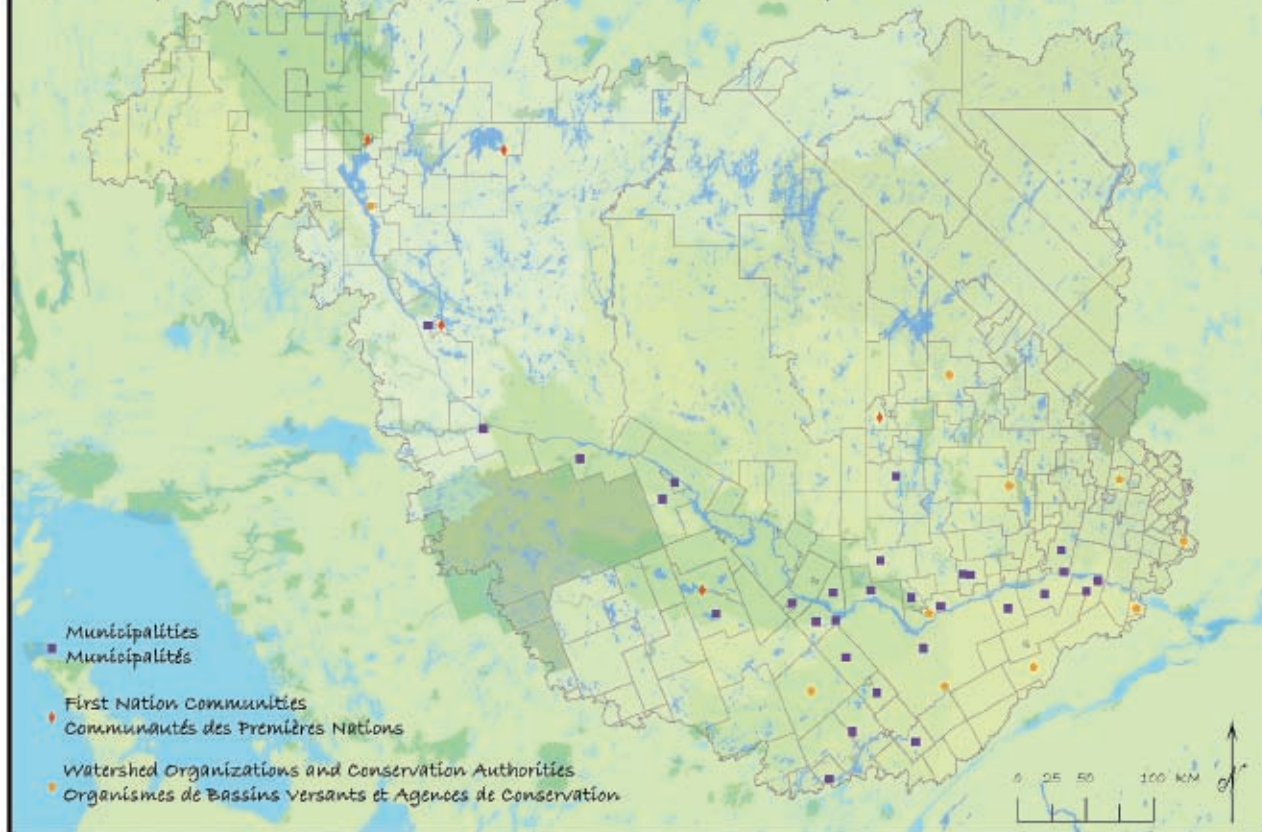 Municipalities
Municipalités
First Nation Communities
Communautés des Premières Nations
Watershed Organizations and Conservation Authorities
Organismes de Bassins Versants et Agences de Conservation
0 25 50 100 KM